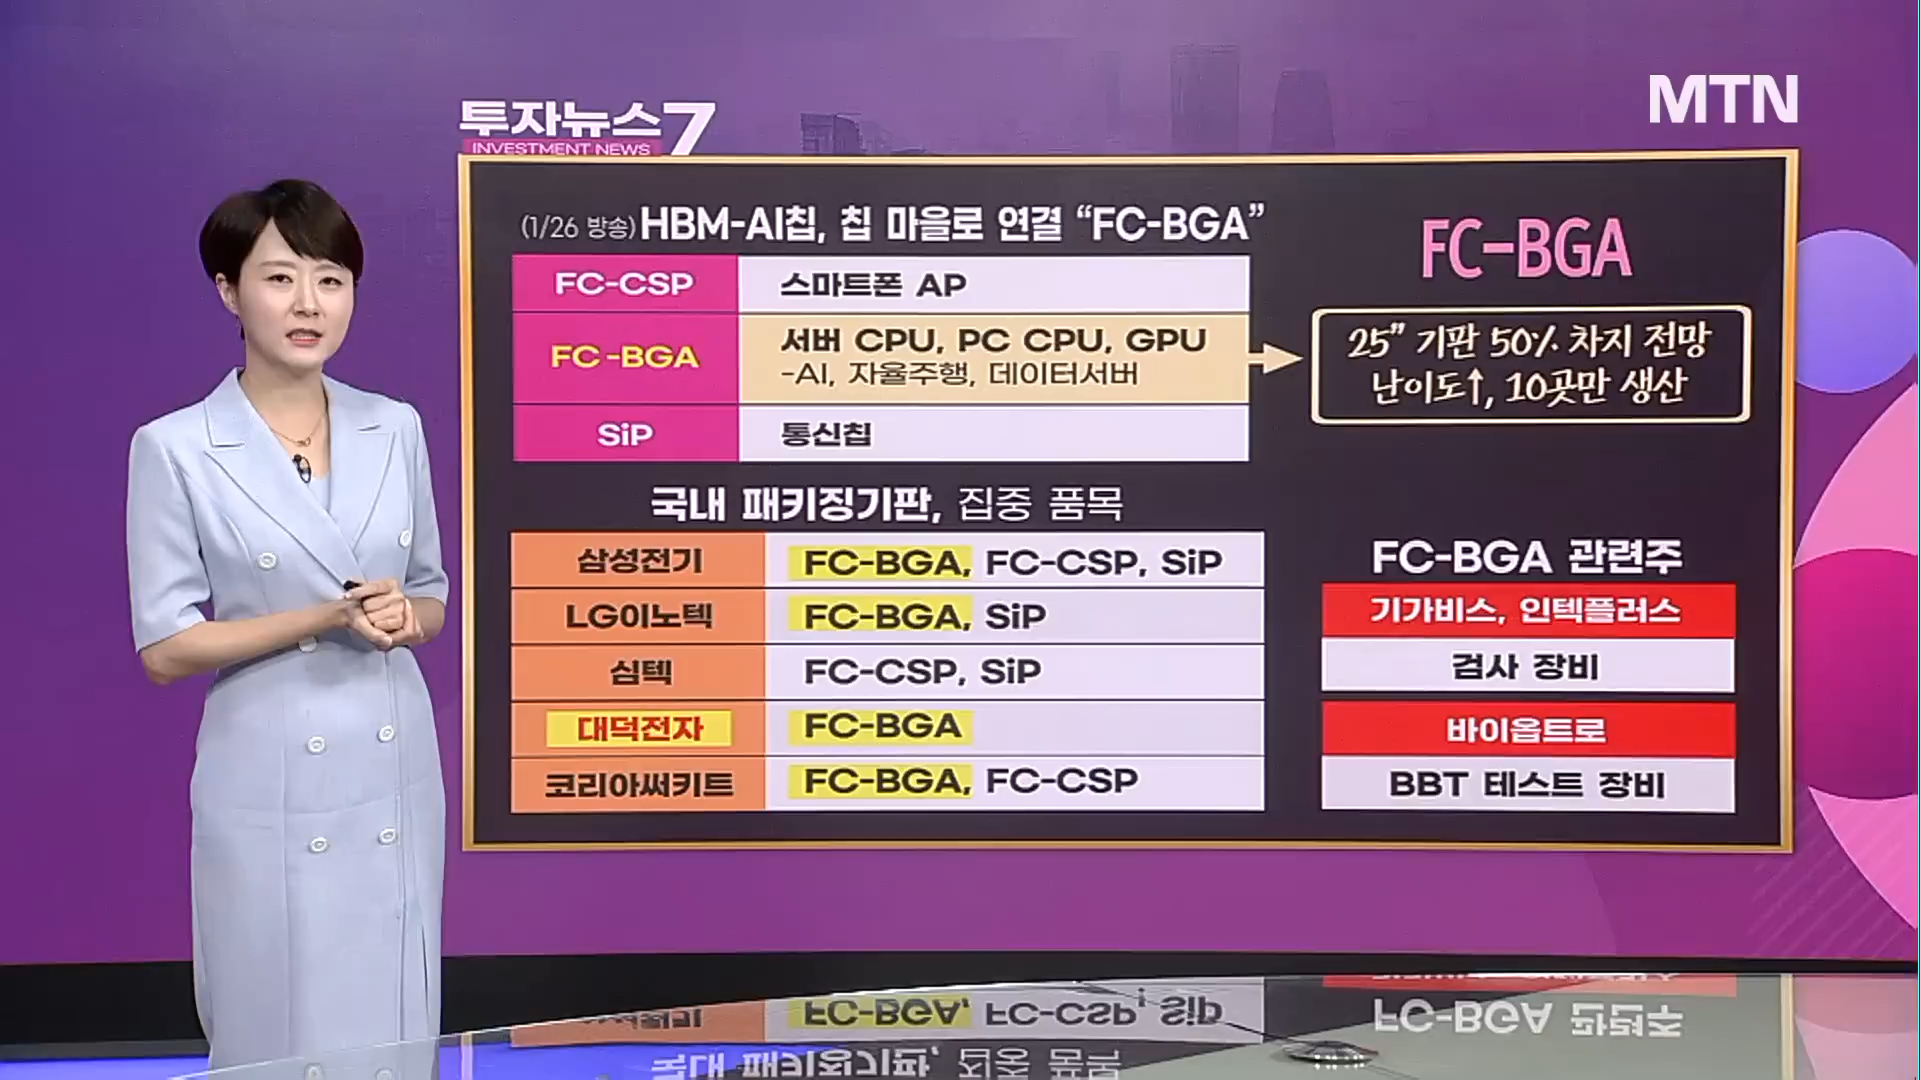 MTN
투자뉴스7
INVESTMENT NEWS
(1/26 방송) HBM-AI칩, 칩 마을로 연결 “FC-BGA”
FC-CSP 스마트폰 AP
FC-BGA 서버 CPU, PC CPU, GPU
-AI, 자율주행, 데이터서버
SiP 통신칩
FC-BGA
25” 기판 50% 차지 전망
난이도↑, 10곳만 생산
국내 패키징기판, 집중 품목
삼성전기 FC-BGA, FC-CSP, SiP
LG이노텍 FC-BGA, SiP
심텍 FC-CSP, SiP
대덕전자 FC-BGA
코리아써키트 FC-BGA, FC-CSP
FC-BGA 관련주
기가비스, 인텍플러스
검사 장비
바이옵트로
BBT 테스트 장비